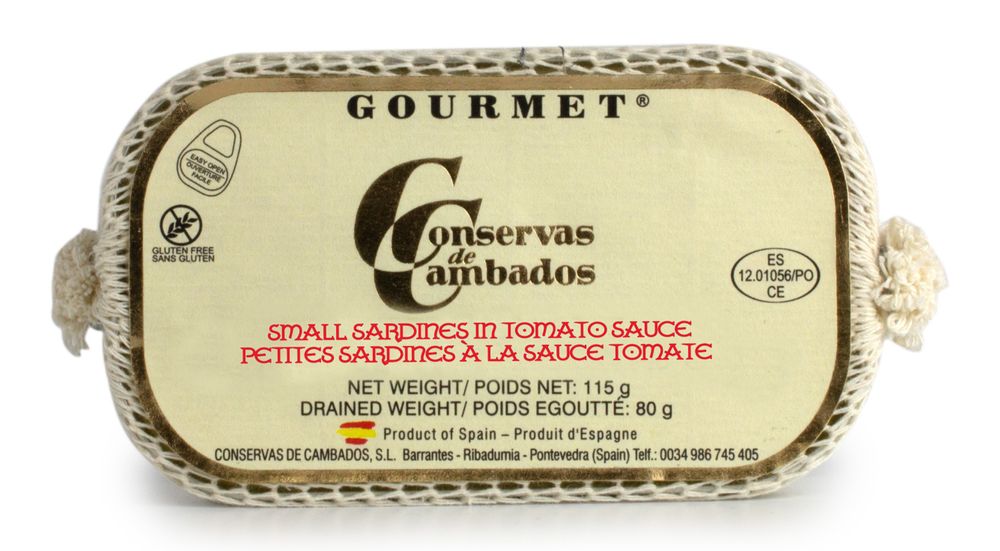 GOURMET®
EASY OPEN
OUVERTURE
FACILE
GLUTEN FREE
SANS GLUTEN
Conservas
de
Cambados
ES
12.01056/PO
CE
SMALL SARDINES IN TOMATO SAUCE
PETITES SARDINES À LA SAUCE TOMATE
NET WEIGHT/ POIDS NET: 115 g
DRAINED WEIGHT/ POIDS EGOUTTÉ: 80 g
Product of Spain – Produit d'Espagne
CONSERVAS DE CAMBADOS, S.L. Barrantes - Ribadumia - Pontevedra (Spain) Telf.: 0034 986 745 405